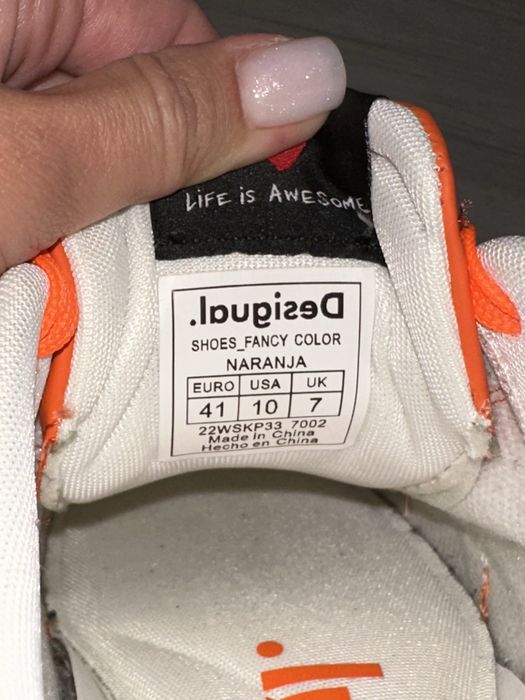 LiFE iS AWESOME
Desigual.
SHOES_FANCY COLOR
NARANJA
EURO USA UK
41 10 7
22WSKP33 7002
Made in China
Hecho en China